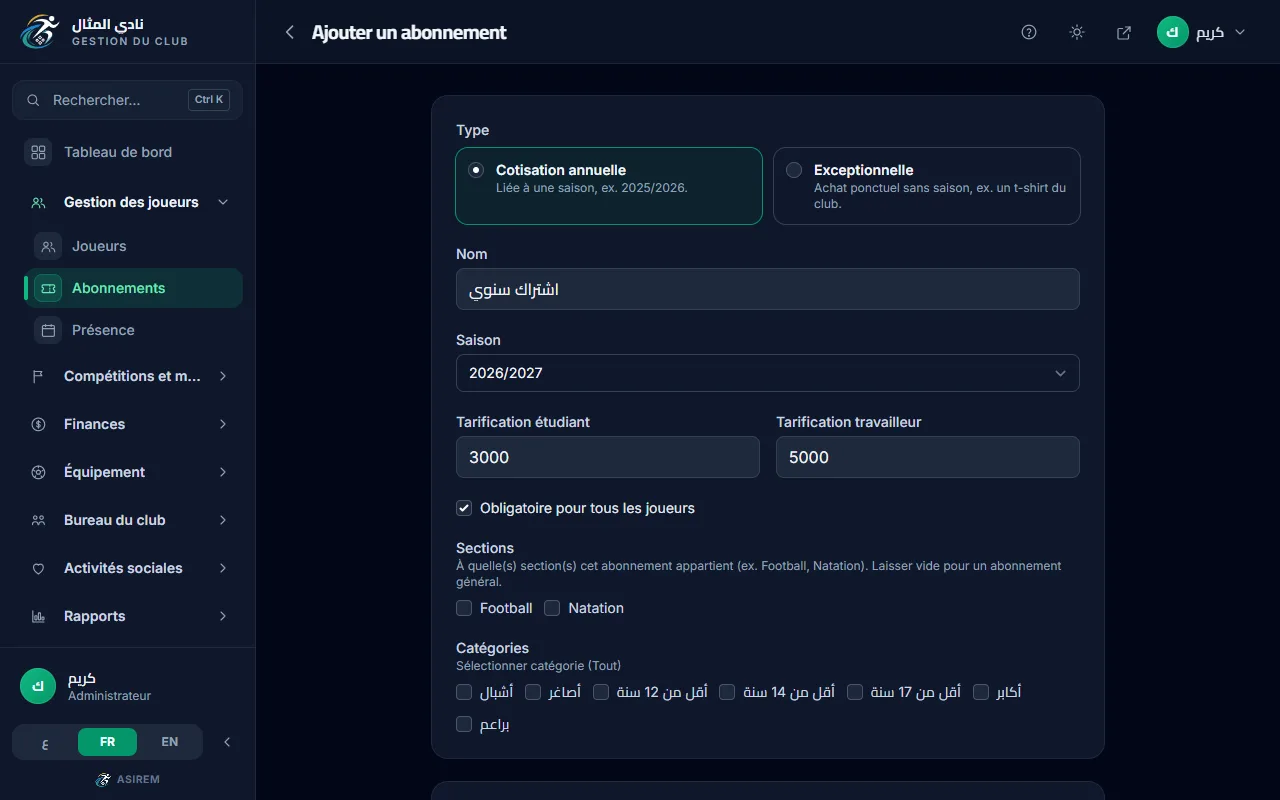 نادي المثال
GESTION DU CLUB
Rechercher...
Ctrl K
Tableau de bord
Gestion des joueurs
Joueurs
Abonnements
Présence
Compétitions et m...
Finances
Équipement
Bureau du club
Activités sociales
Rapports
ك
كريم
Administrateur
ع
FR
EN
ASIREM
Ajouter un abonnement
ك
كريم
Type
Cotisation annuelle
Liée à une saison, ex. 2025/2026.
Exceptionnelle
Achat ponctuel sans saison, ex. un t-shirt du
club.
Nom
اشتراك سنوي
Saison
2026/2027
Tarification étudiant
Tarification travailleur
3000
5000
Obligatoire pour tous les joueurs
Sections
À quelle(s) section(s) cet abonnement appartient (ex. Football, Natation). Laisser vide pour un abonnement
général.
Football
Natation
Catégories
Sélectionner catégorie (Tout)
أشبال
أصاغر
أقل من 12 سنة
أقل من 14 سنة
أقل من 17 سنة
أكابر
براعم